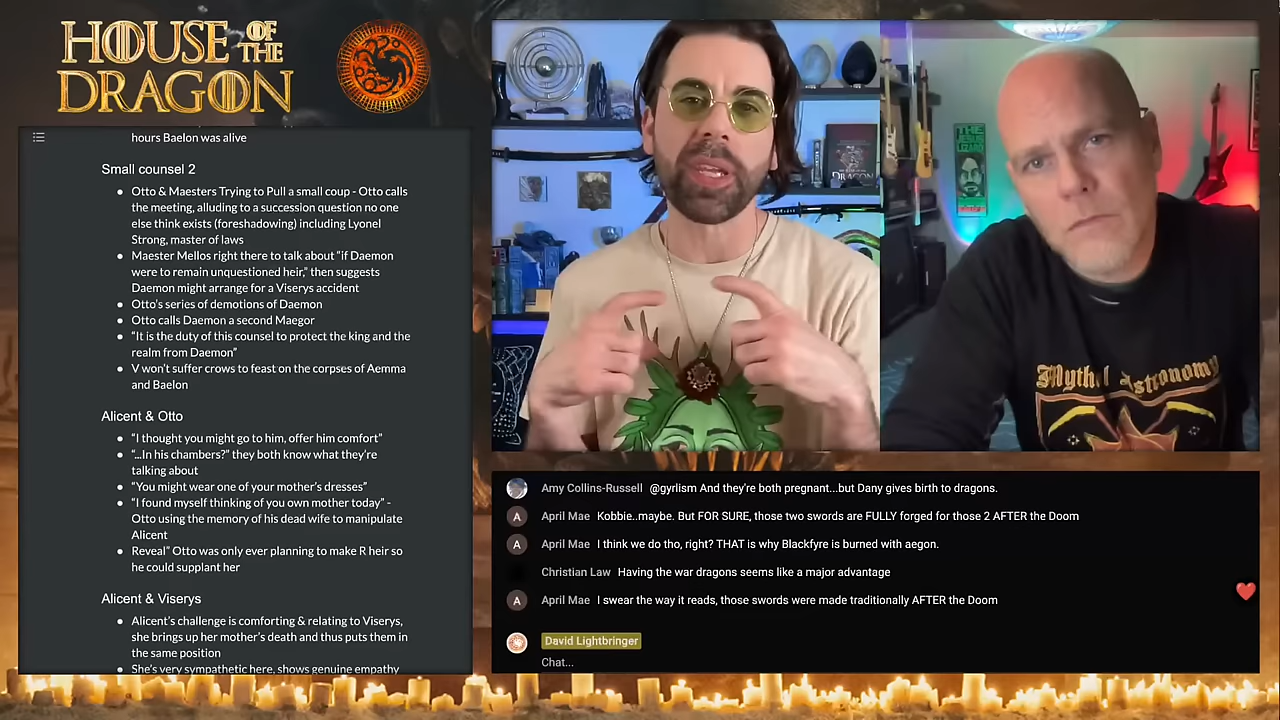 HOUSE OF THE DRAGON
hours Baelon was alive
Small counsel 2
Otto & Maesters Trying to Pull a small coup - Otto calls
the meeting, alluding to a succession question no one
else think exists (foreshadowing) including Lyonel
Strong, master of laws
Maester Mellos right there to talk about “if Daemon
were to remain unquestioned heir,” then suggests
Daemon might arrange for a Viserys accident
Otto’s series of demotions of Daemon
Otto calls Daemon a second Maegor
“It is the duty of this counsel to protect the king and the
realm from Daemon”
V won’t suffer crows to feast on the corpses of Aemma
and Baelon
Alicent & Otto
“I thought you might go to him, offer him comfort”
“...In his chambers?” they both know what they’re
talking about
“You might wear one of your mother’s dresses”
“I found myself thinking of you own mother today” -
Otto using the memory of his dead wife to manipulate
Alicent
Reveal” Otto was only ever planning to make R heir so
he could supplant her
Alicent & Viserys
Alicent’s challenge is comforting & relating to Viserys,
she brings up her mother’s death and thus puts them in
the same position
She’s very sympathetic here, shows genuine empathy
DRAGON
THE JESUS LIZARD
Mythical Astronomy
Amy Collins-Russell @gyrlism And they're both pregnant...but Dany gives birth to dragons.
A April Mae Kobbie..maybe. But FOR SURE, those two swords are FULLY forged for those 2 AFTER the Doom
A April Mae I think we do tho, right? THAT is why Blackfyre is burned with aegon.
Christian Law Having the war dragons seems like a major advantage
A April Mae I swear the way it reads, those swords were made traditionally AFTER the Doom
David Lightbringer
Chat...